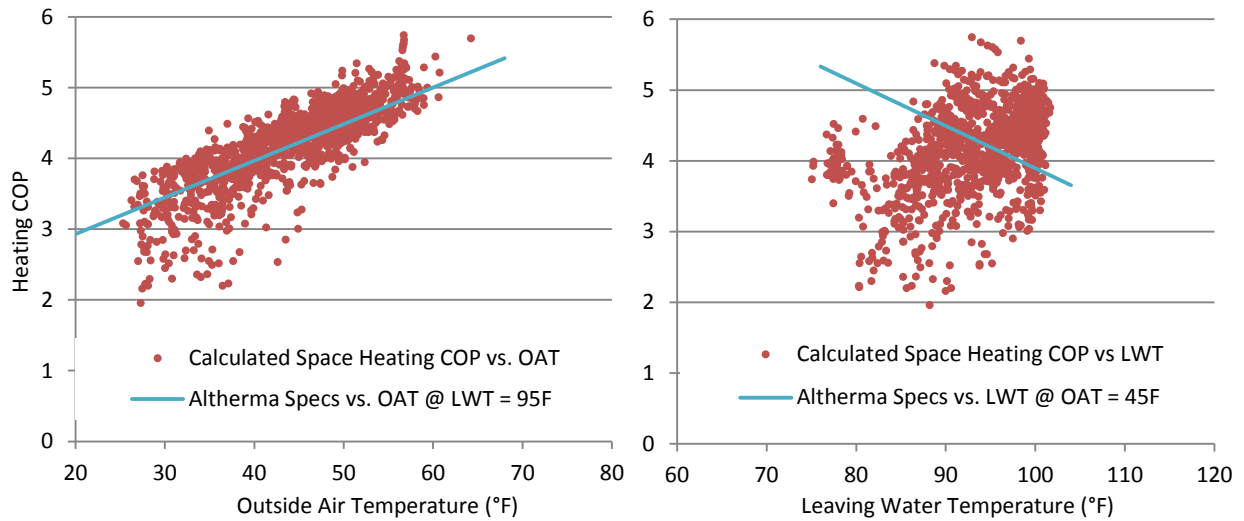 6
5
4
3
2
1
0
Heating COP
Calculated Space Heating COP vs. OAT
Altherma Specs vs. OAT @ LWT = 95F
20 30 40 50 60 70 80
Outside Air Temperature (°F)
6
5
4
3
2
1
0
Calculated Space Heating COP vs LWT
Altherma Specs vs. LWT @ OAT = 45F
60 70 80 90 100 110 120
Leaving Water Temperature (°F)